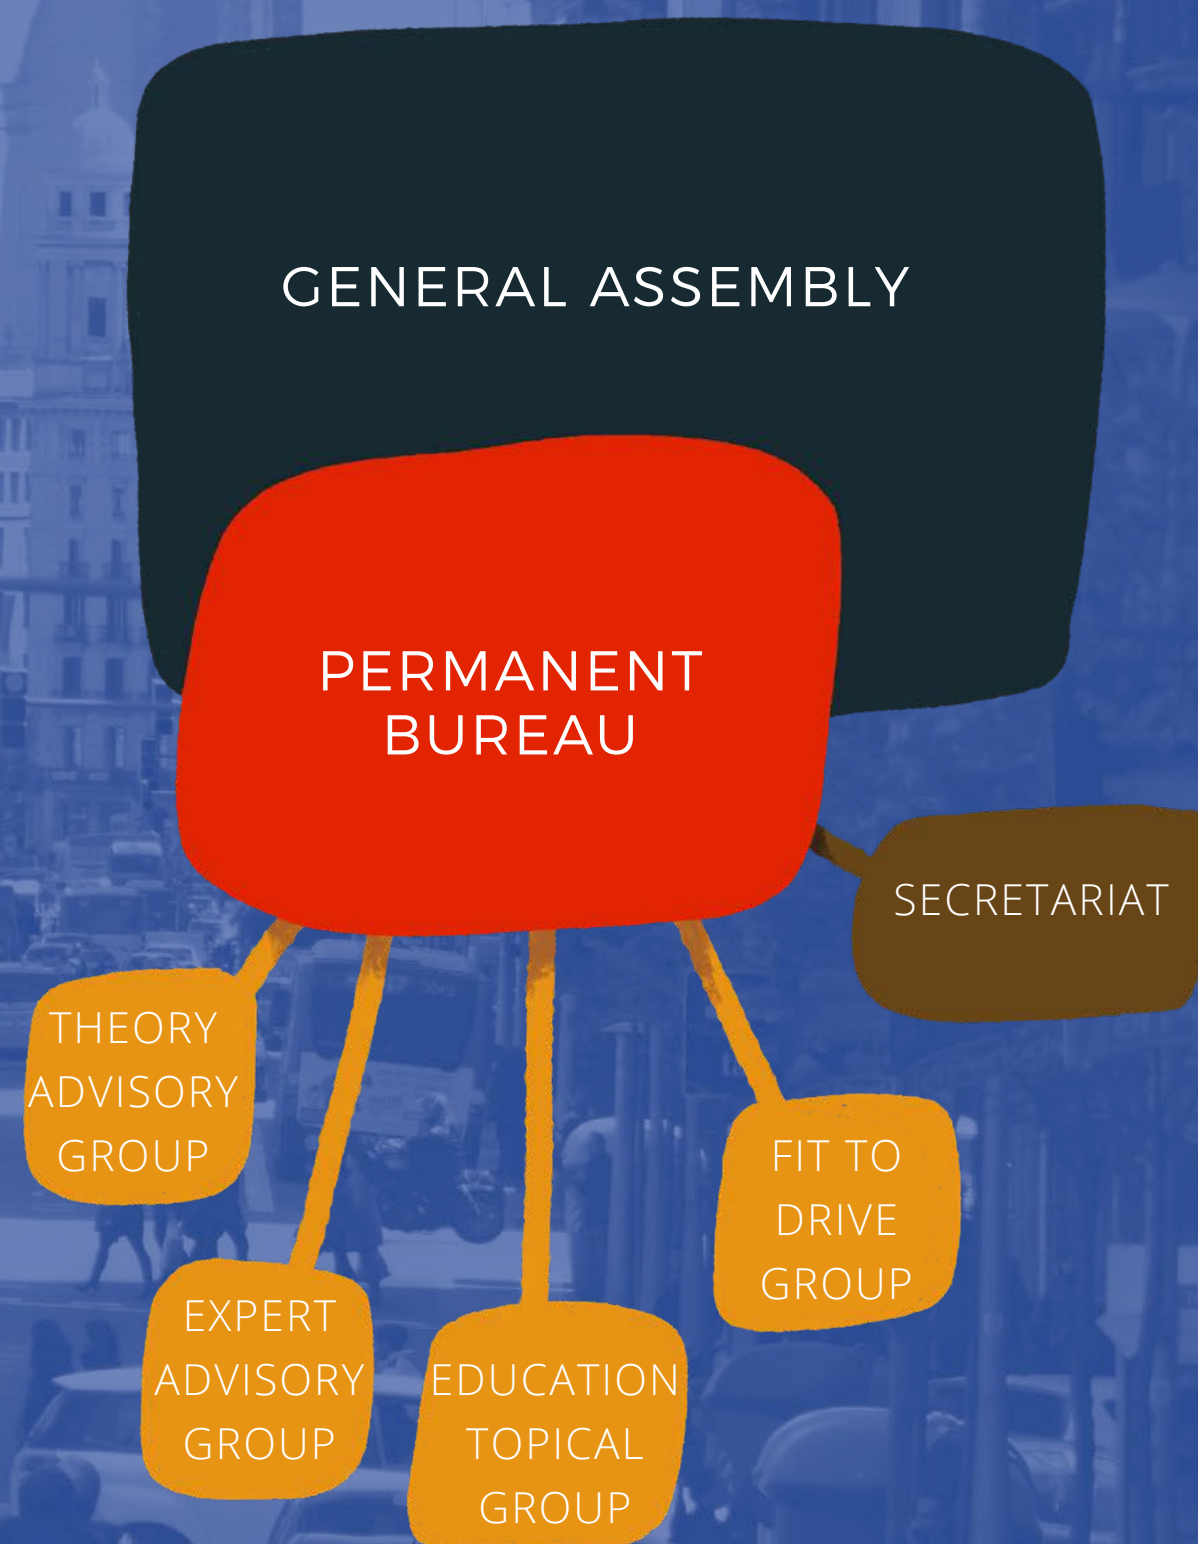 GENERAL ASSEMBLY
PERMANENT
BUREAU
SECRETARIAT
THEORY
ADVISORY
GROUP
EXPERT
ADVISORY
GROUP
EDUCATION
TOPICAL
GROUP
FIT TO
DRIVE
GROUP